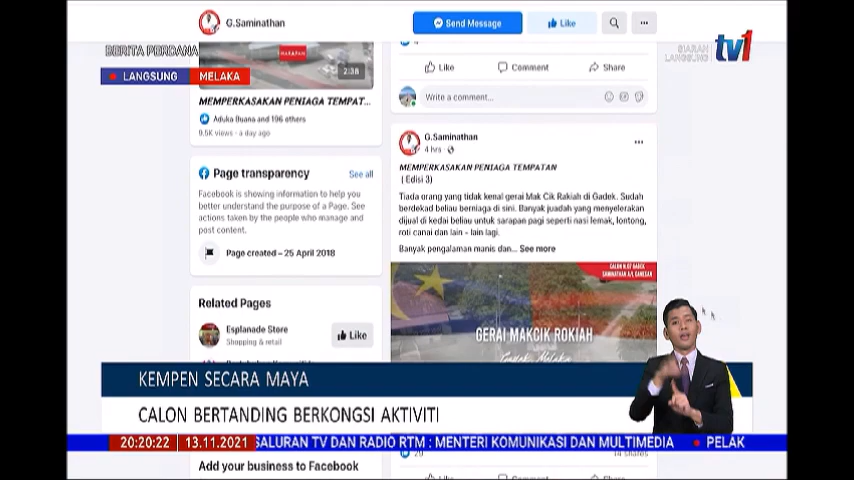 G.Saminathan
Send Message
Like
BERITA PERDANA
SIARAN
LANGSUNG
tv1
LANGSUNG
MELAKA
HARAPAN
2:38
MEMPERKASAKAN PENIAGA TEMPAT...
Aduka Buana and 196 others
9.5K views · a day ago
Page transparency
See all
Facebook is showing information to help you
better understand the purpose of a Page. See
actions taken by the people who manage and
post content.
Page created – 25 April 2018
Related Pages
Esplanade Store
Shopping & retail
Like
Like
Comment
Share
Write a comment...
G.Saminathan
4 hrs ·
MEMPERKASAKAN PENIAGA TEMPATAN
( Edisi 3)
Tiada orang yang tidak kenal gerai Mak Cik Rakiah di Gadek. Sudah
berdekad beliau berniaga di sini. Banyak juadah yang menyelerakan
dijual di kedai beliau untuk sarapan pagi seperti nasi lemak, lontong,
roti canai dan lain – lain lagi.
Banyak pengalaman manis dan... See more
CALON N.07 GADEK
SAMINATHAN A/L GANESAN
GERAI MAKCIK ROKIAH
Gadek, Melaka
KEMPEN SECARA MAYA
CALON BERTANDING BERKONGSI AKTIVITI
20:20:22
13.11.2021
SALURAN TV DAN RADIO RTM : MENTERI KOMUNIKASI DAN MULTIMEDIA
PELAK
29
14 shares
Add your business to Facebook
Like
Comment
Share